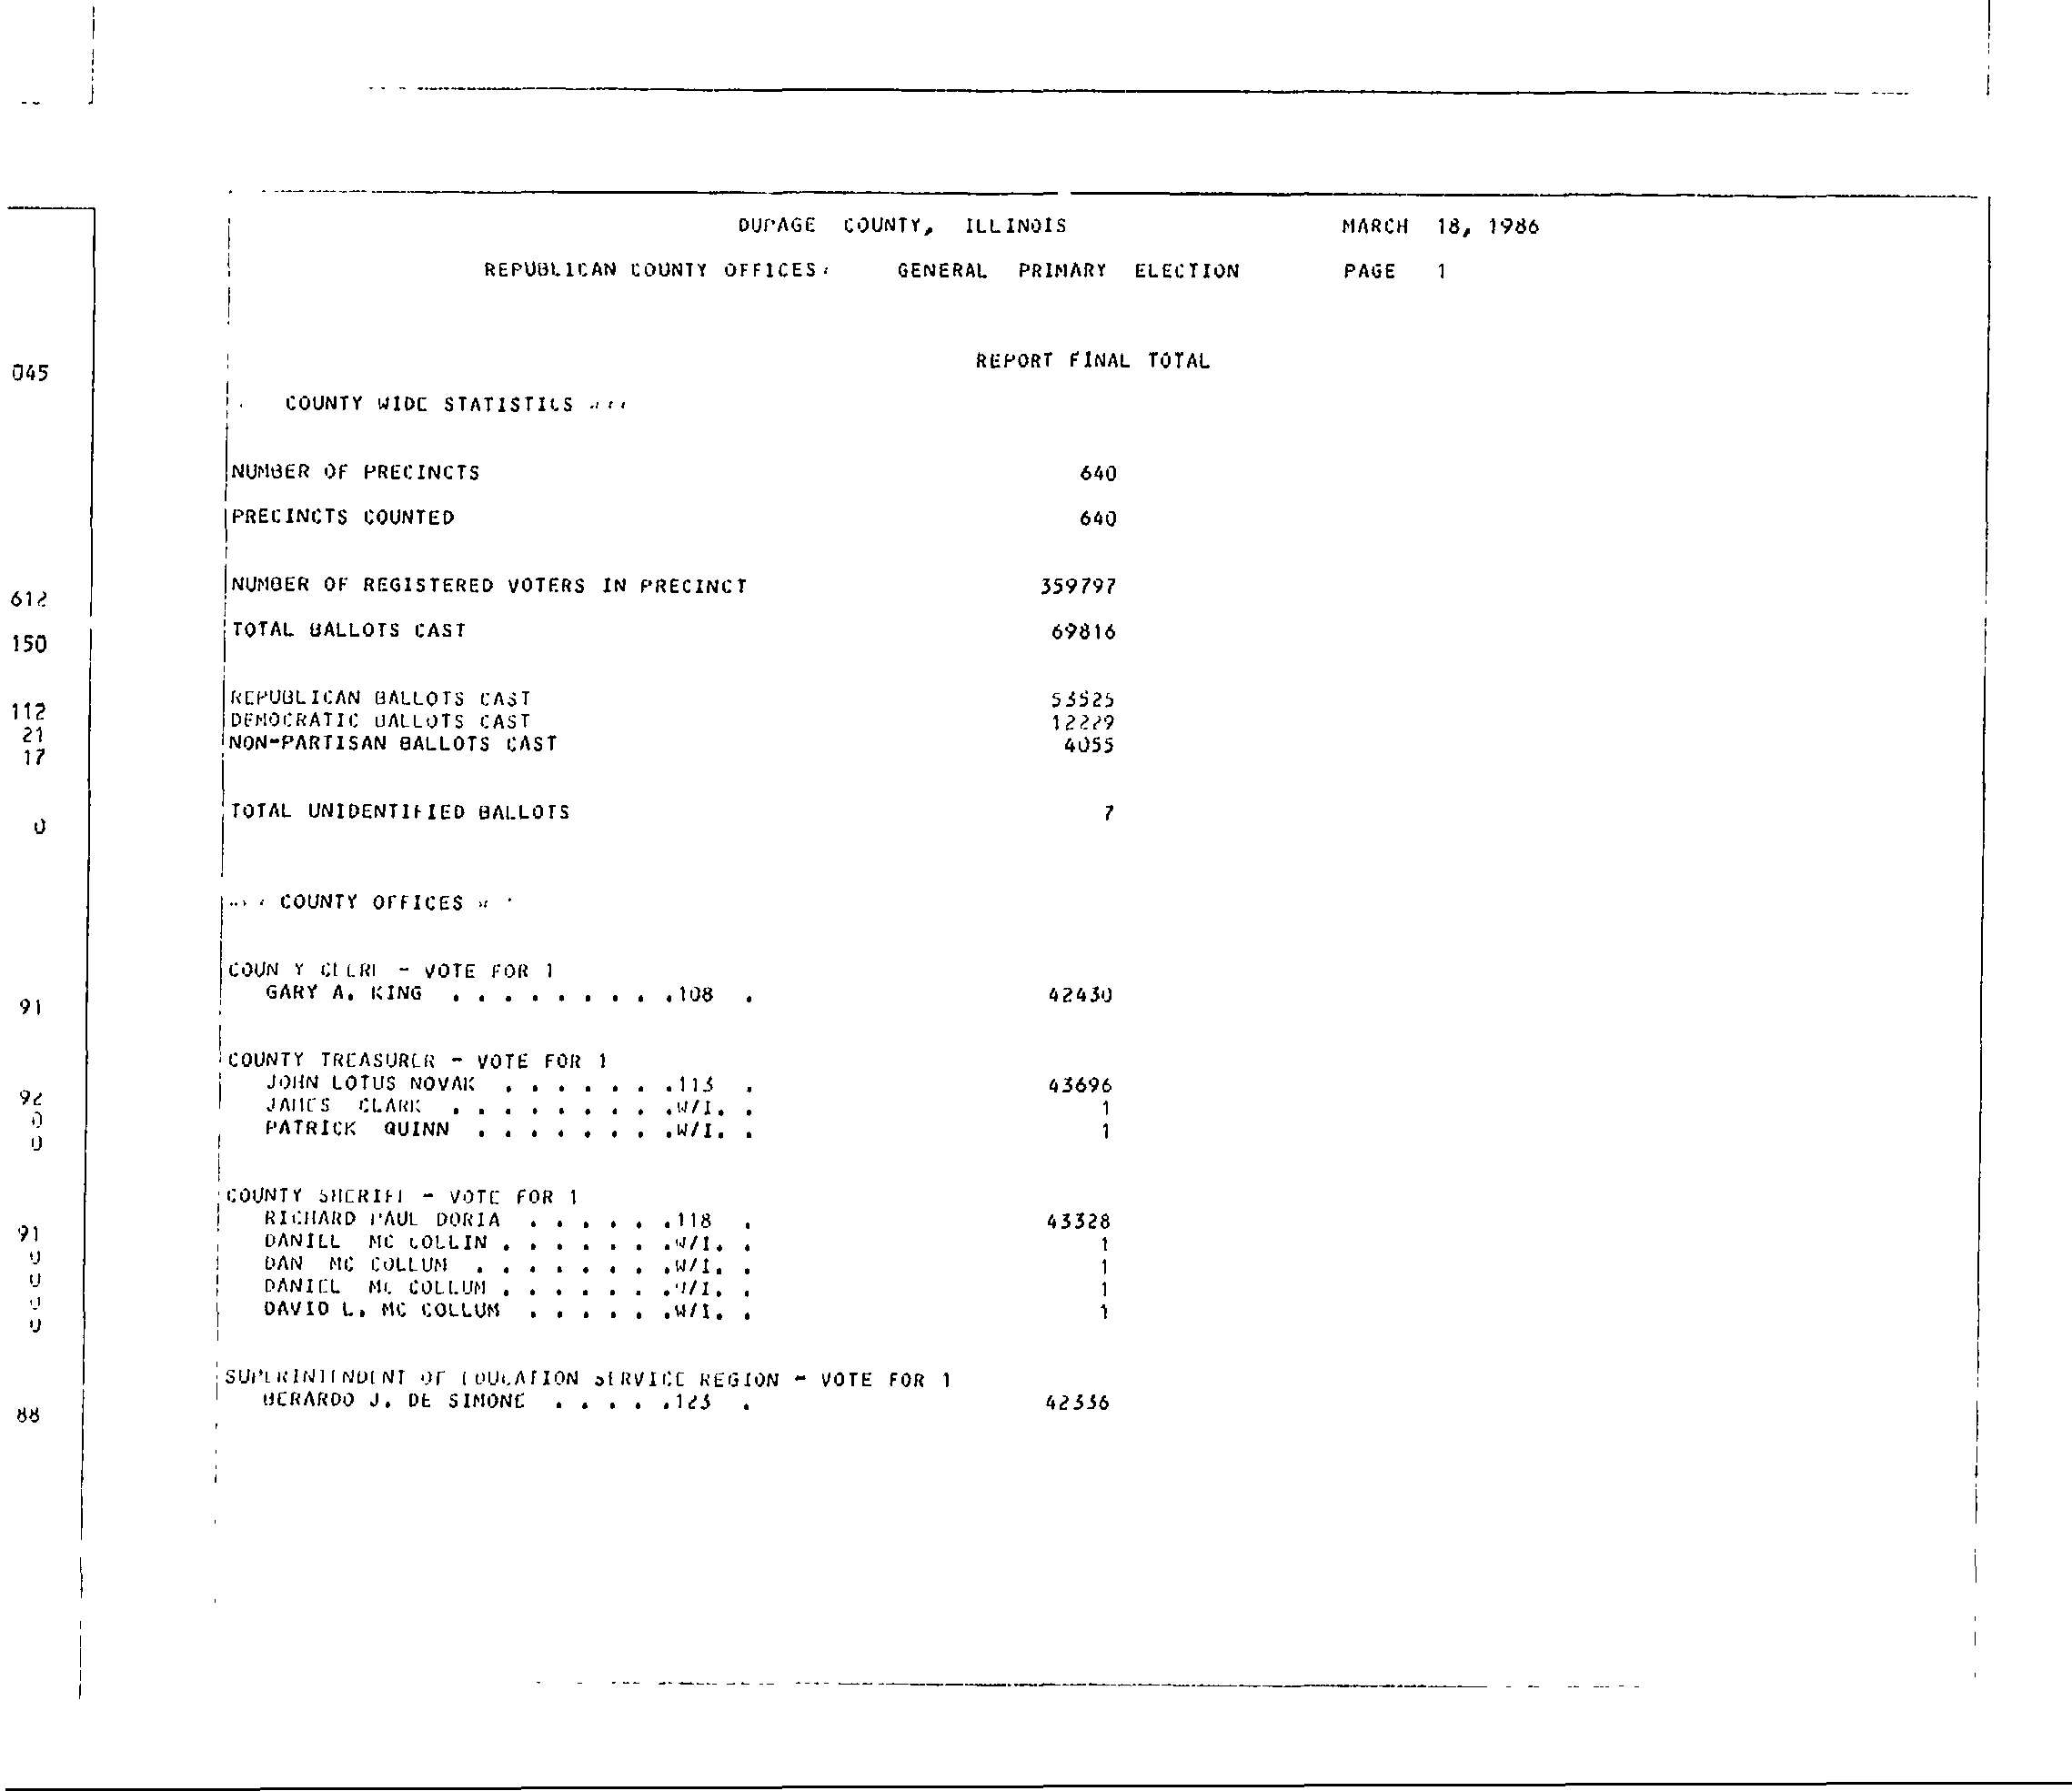 DUPAGE COUNTY, ILLINOIS MARCH 18, 1986
REPUBLICAN COUNTY OFFICES GENERAL PRIMARY ELECTION PAGE 1
REPORT FINAL TOTAL
COUNTY WIDE STATISTICS
NUMBER OF PRECINCTS 640
PRECINCTS COUNTED 640
NUMBER OF REGISTERED VOTERS IN PRECINCT 359797
TOTAL BALLOTS CAST 69816
REPUBLICAN BALLOTS CAST 53525
DEMOCRATIC BALLOTS CAST 12229
NON-PARTISAN BALLOTS CAST 4055
TOTAL UNIDENTIFIED BALLOTS 7
COUNTY OFFICES
COUN Y CLERK - VOTE FOR 1
GARY A. KING . . . . . . . . .108 . 42430
COUNTY TREASURER - VOTE FOR 1
JOHN LOTUS NOVAK . . . . . . .113 . 43696
JAMES CLARK . . . . . . . . .W/I. . 1
PATRICK QUINN . . . . . . . .W/I. . 1
COUNTY SHERIFF - VOTE FOR 1
RICHARD PAUL DORIA . . . . . .118 . 43328
DANIEL MC COLLIN . . . . . . .W/I. . 1
DAN MC COLLUM . . . . . . . .W/I. . 1
DANIEL MC COLLUM . . . . . . .W/I. . 1
DAVID L. MC COLLUM . . . . . .W/I. . 1
SUPERINTENDENT OF EDUCATION SERVICE REGION - VOTE FOR 1
BERARDO J. DE SIMONE . . . . .123 . 42336
045
612
150
112
21
17
0
91
92
0
0
91
0
0
0
0
88